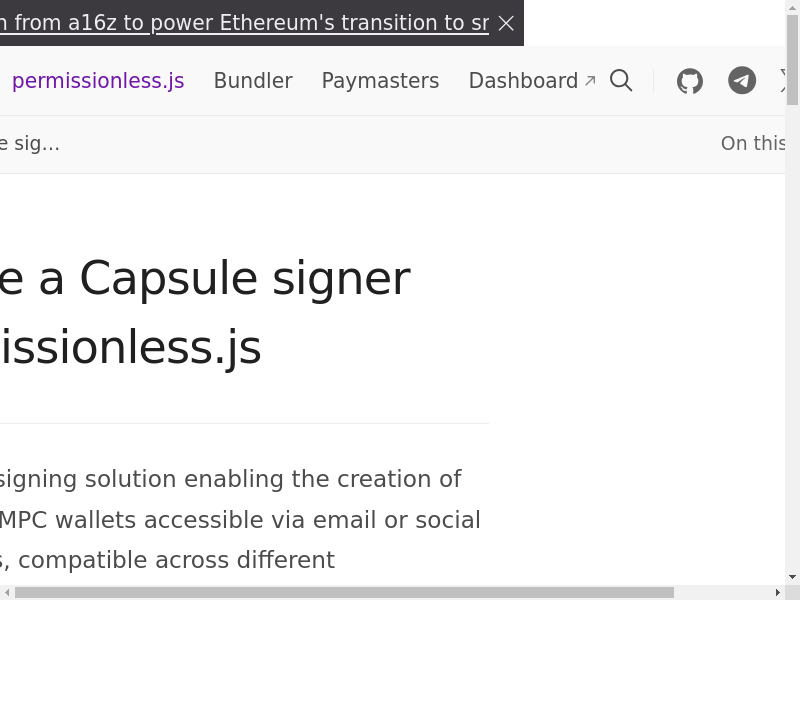 from a16z to power Ethereum's transition to
permissionless.js Bundler Paymasters Dashboard
sig…
On this
e a Capsule signer
issionless.js
signing solution enabling the creation of
MPC wallets accessible via email or social
, compatible across different